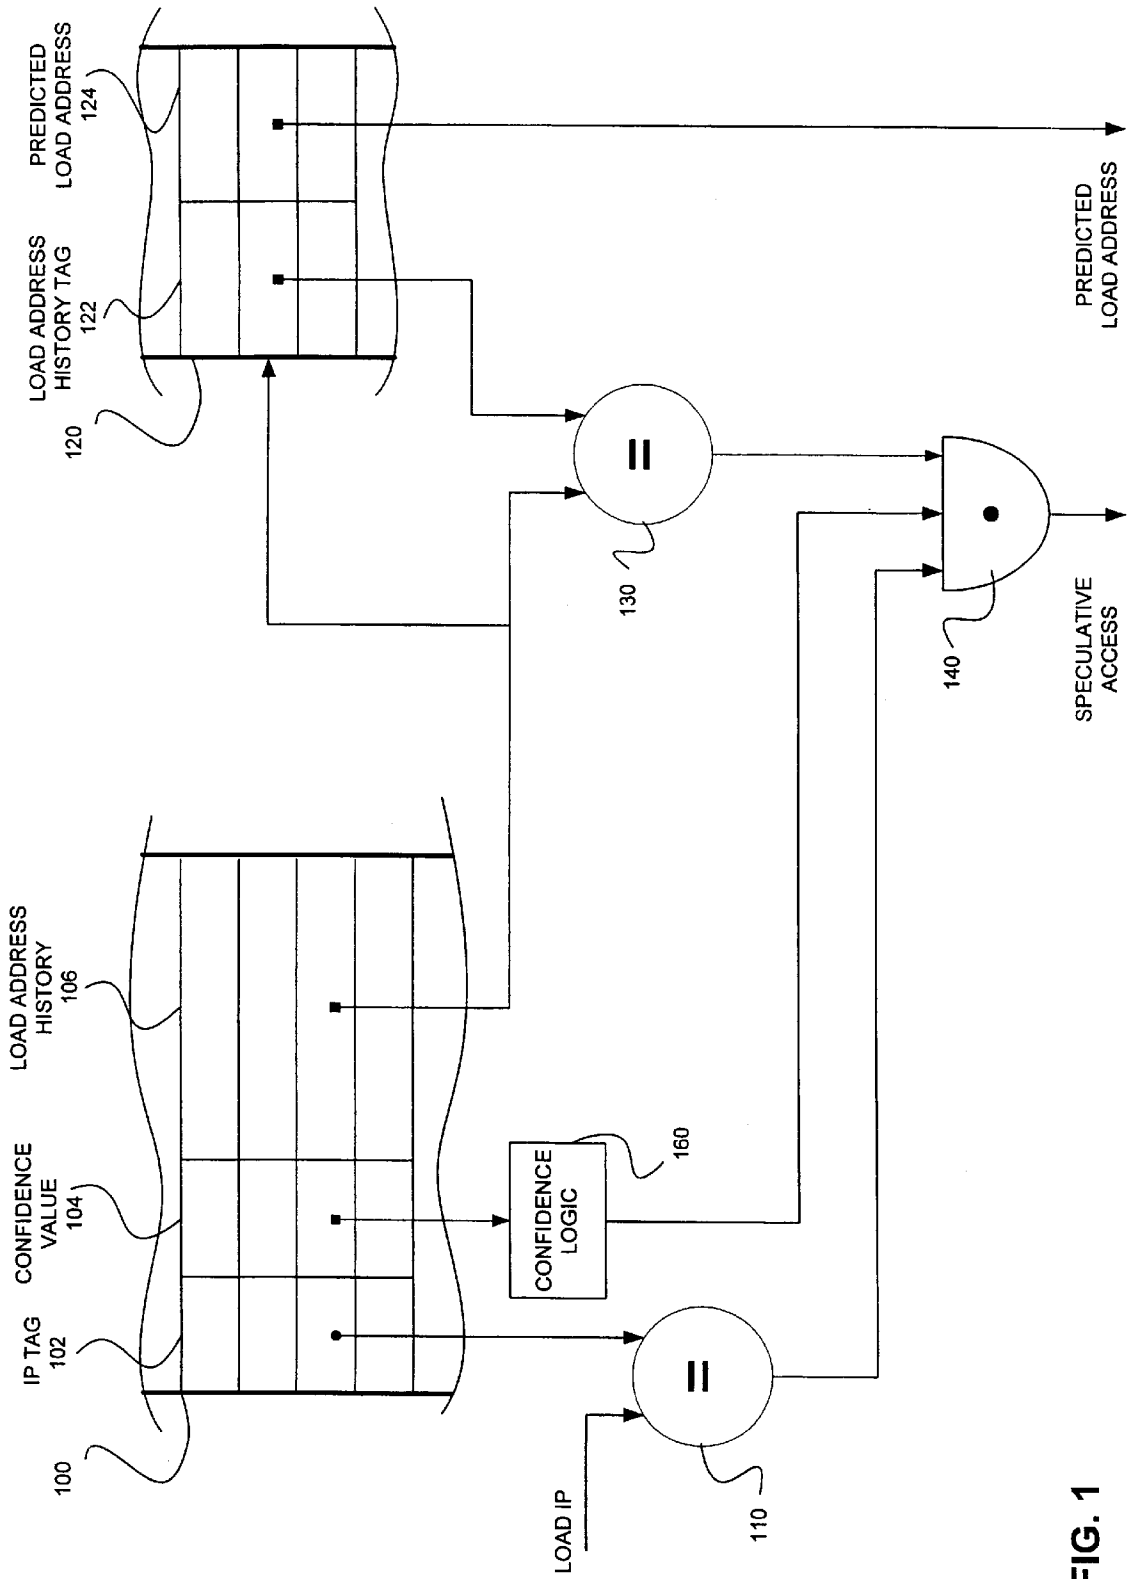 IP TAG
102
CONFIDENCE
VALUE
104
LOAD ADDRESS
HISTORY
106
LOAD ADDRESS
HISTORY TAG
122
PREDICTED
LOAD ADDRESS
124
100
120
CONFIDENCE
LOGIC
160
LOAD IP
=
110
=
130
140
SPECULATIVE
ACCESS
PREDICTED
LOAD ADDRESS
FIG. 1